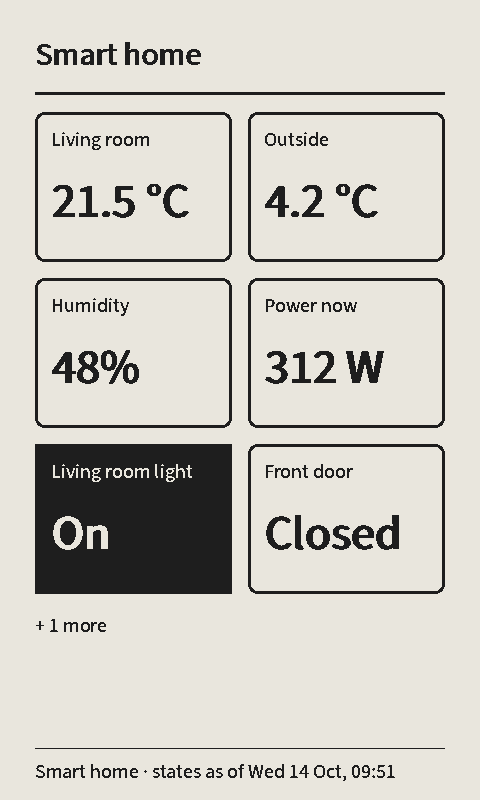 Smart home
Living room
21.5 °C
Outside
4.2 °C
Humidity
48%
Power now
312 W
Living room light
On
Front door
Closed
+ 1 more
Smart home · states as of Wed 14 Oct, 09:51